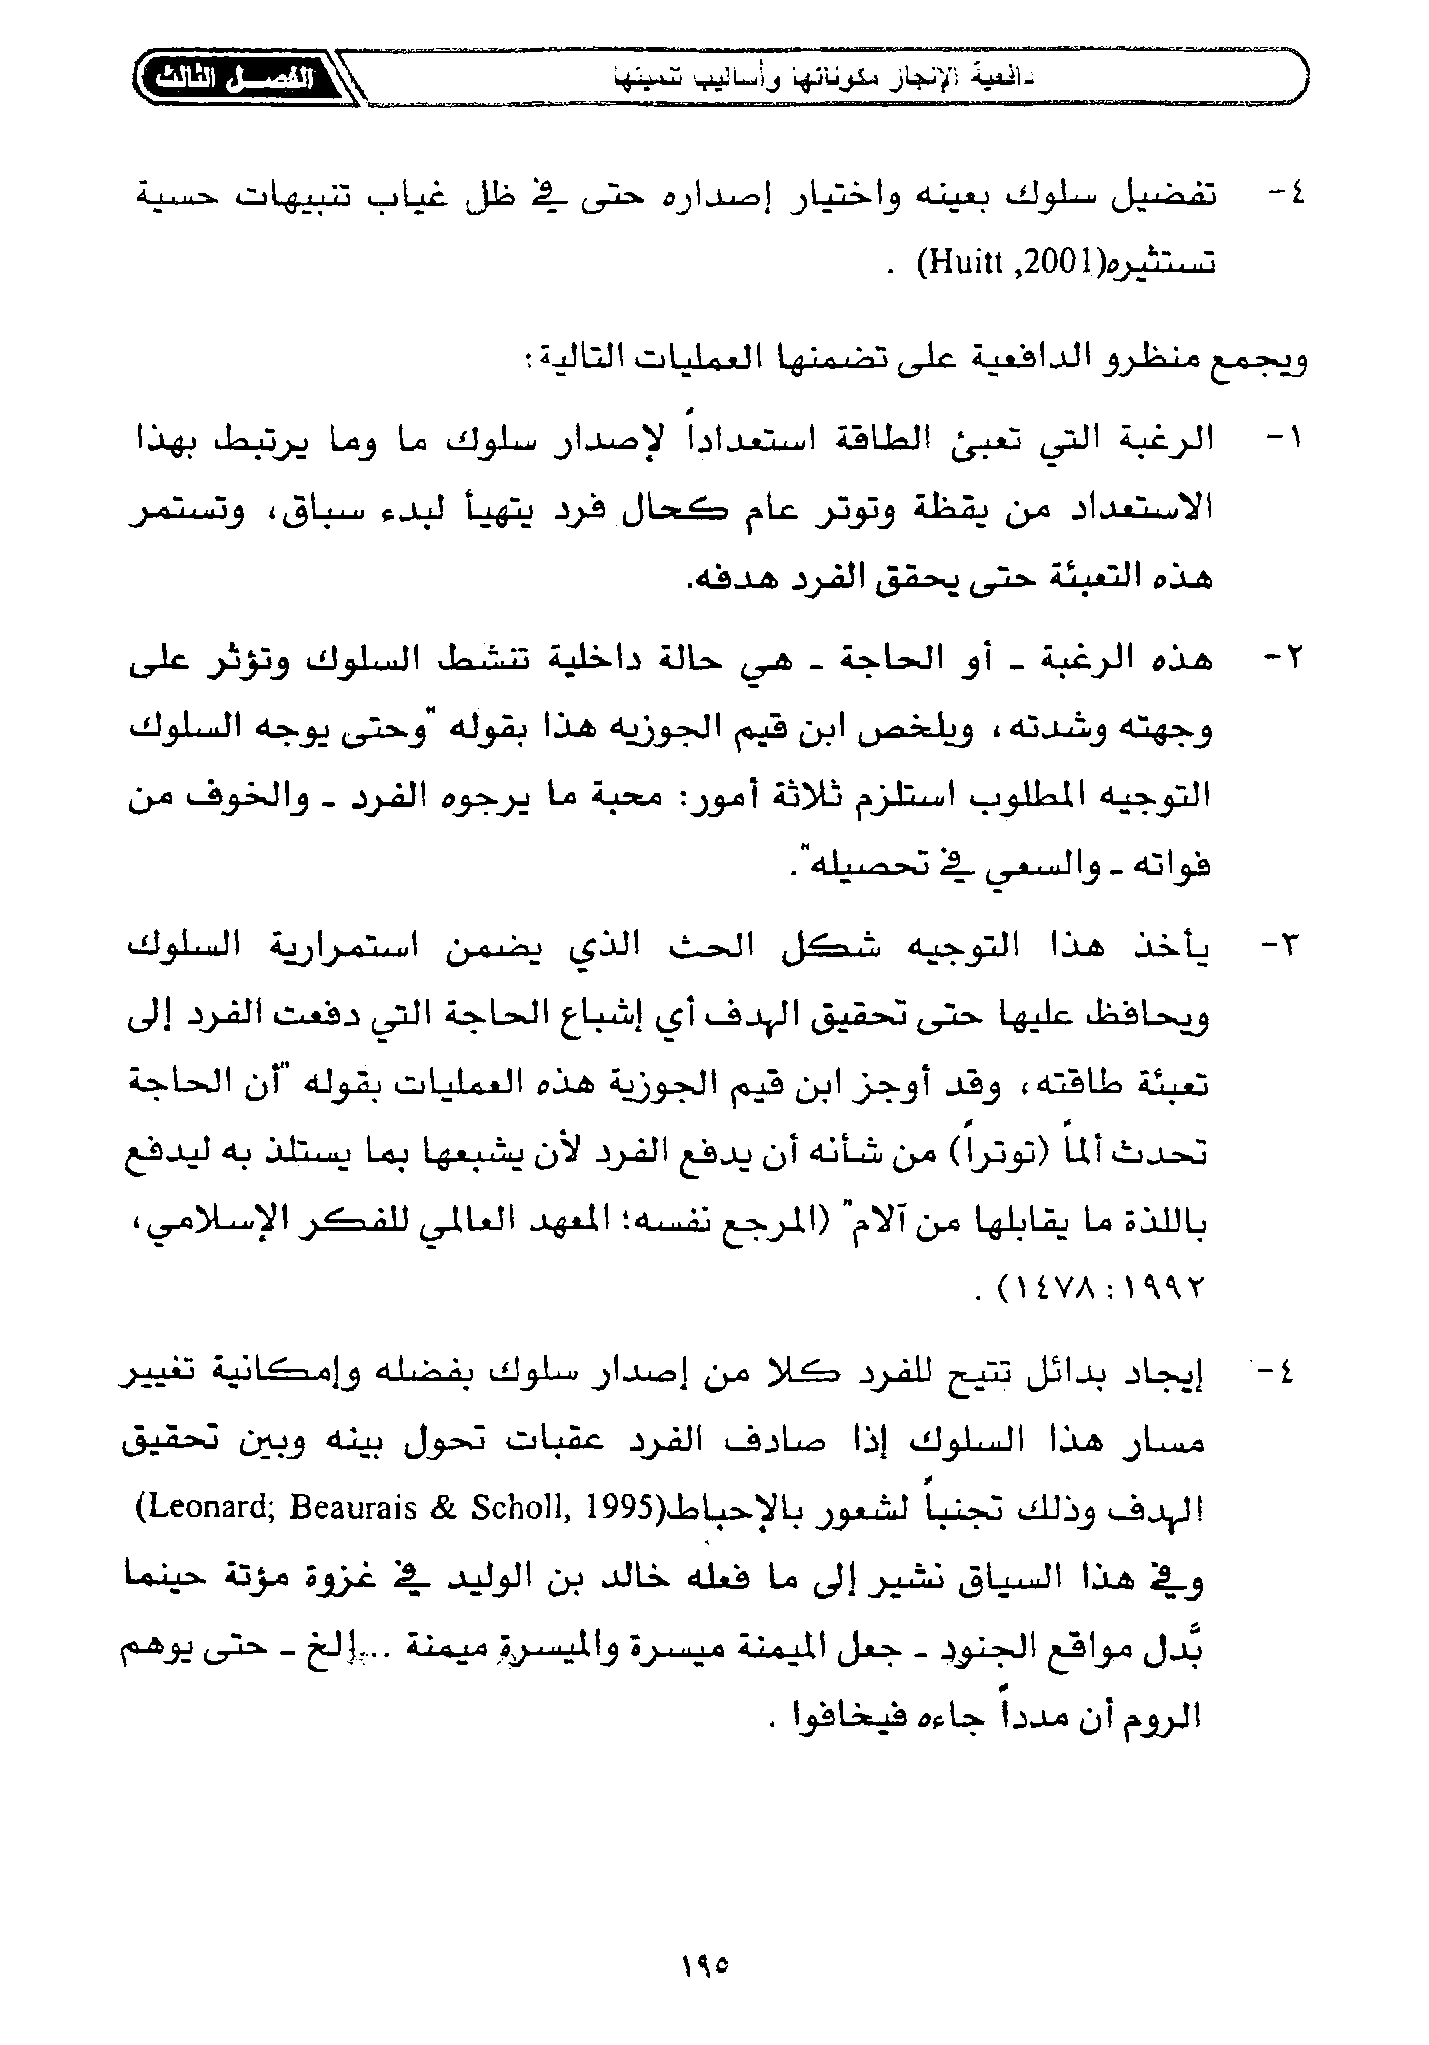 دافعية الإنجاز مكوناتها وأساليب تنميتها
الفصل الثالث
٤- تفضيل سلوك بعينه واختيار إصداره حتى في ظل غياب تنبيهات حسية
تستثيره(Huitt ,2001) .
ويجمع منظرو الدافعية على تضمنها العمليات التالية:
١- الرغبة التي تعبئ الطاقة استعداداً لإصدار سلوك ما وما يرتبط بهذا
الاستعداد من يقظة وتوتر عام كحال فرد يتهيأ لبدء سباق، وتستمر
هذه التعبئة حتى يحقق الفرد هدفه.
٢- هذه الرغبة - أو الحاجة - هي حالة داخلية تنشط السلوك وتؤثر على
وجهته وشدته، ويلخص ابن قيم الجوزيه هذا بقوله "وحتى يوجه السلوك
التوجيه المطلوب استلزم ثلاثة أمور: محبة ما يرجوه الفرد - والخوف من
فواته - والسعي في تحصيله".
٣- يأخذ هذا التوجيه شكل الحث الذي يضمن استمرارية السلوك
ويحافظ عليها حتى تحقيق الهدف أي إشباع الحاجة التي دفعت الفرد إلى
تعبئة طاقته، وقد أوجز ابن قيم الجوزية هذه العمليات بقوله "أن الحاجة
تحدث ألماً (توتراً) من شأنه أن يدفع الفرد لأن يشبعها بما يستلذ به ليدفع
باللذة ما يقابلها من آلام" (المرجع نفسه؛ المعهد العالمي للفكر الإسلامي،
١٩٩٢: ١٤٧٨) .
٤- إيجاد بدائل تتيح للفرد كلا من إصدار سلوك بفضله وإمكانية تغيير
مسار هذا السلوك إذا صادف الفرد عقبات تحول بينه وبين تحقيق
الهدف وذلك تجنباً لشعور بالإحباط(Leonard; Beaurais & Scholl, 1995)
وفي هذا السياق نشير إلى ما فعله خالد بن الوليد في غزوة مؤتة حينما
بَّدل مواقع الجنود - جعل الميمنة ميسرة والميسرة ميمنة ...إلخ - حتى يوهم
الروم أن مدداً جاءه فيخافوا .
١٩٥